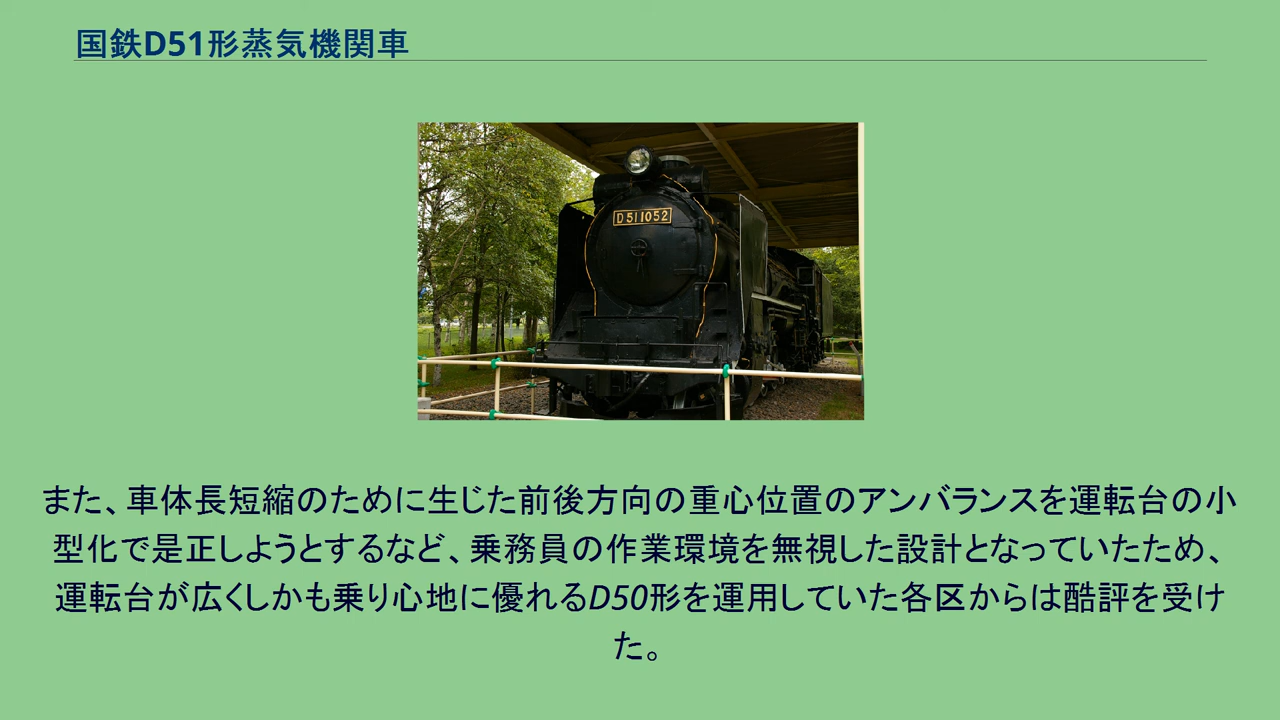 国鉄D51形蒸気機関車
D511052
また、車体長短縮のために生じた前後方向の重心位置のアンバランスを運転台の小
型化で是正しようとするなど、乗務員の作業環境を無視した設計となっていたため、
運転台が広くしかも乗り心地に優れるD50形を運用していた各区からは酷評を受け
た。